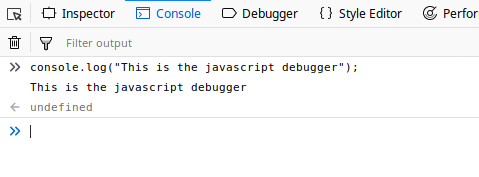 Inspector Console Debugger Style Editor Perfor
Filter output
console.log("This is the javascript debugger");
This is the javascript debugger
undefined